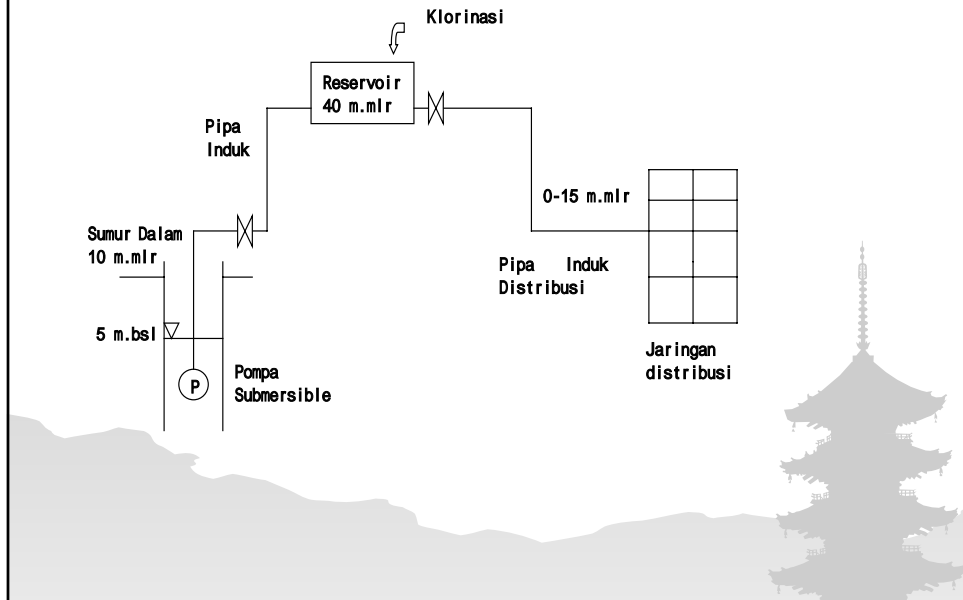 Klorinasi
Reservoir
40 m.mlr
Pipa
Induk
0-15 m.mlr
Sumur Dalam
10 m.mlr
Pipa Induk
Distribusi
5 m.bsl
Jaringan
distribusi
Pompa
Submersible
P